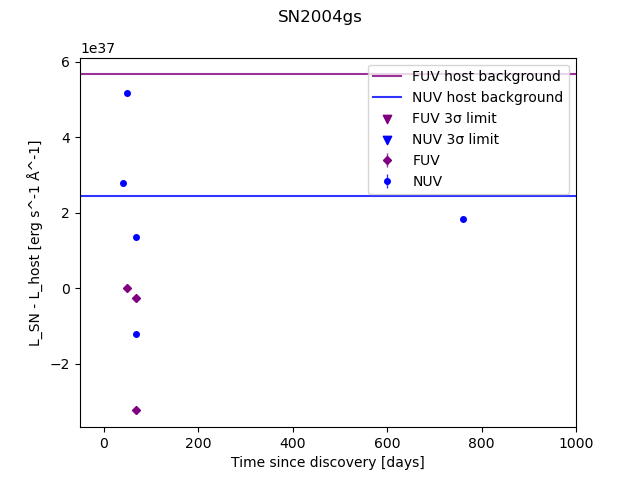 SN2004gs
1e37
6
4
2
0
−2
L_SN - L_host [erg s^-1 Å^-1]
FUV host background
NUV host background
FUV 3σ limit
NUV 3σ limit
FUV
NUV
0 200 400 600 800 1000
Time since discovery [days]